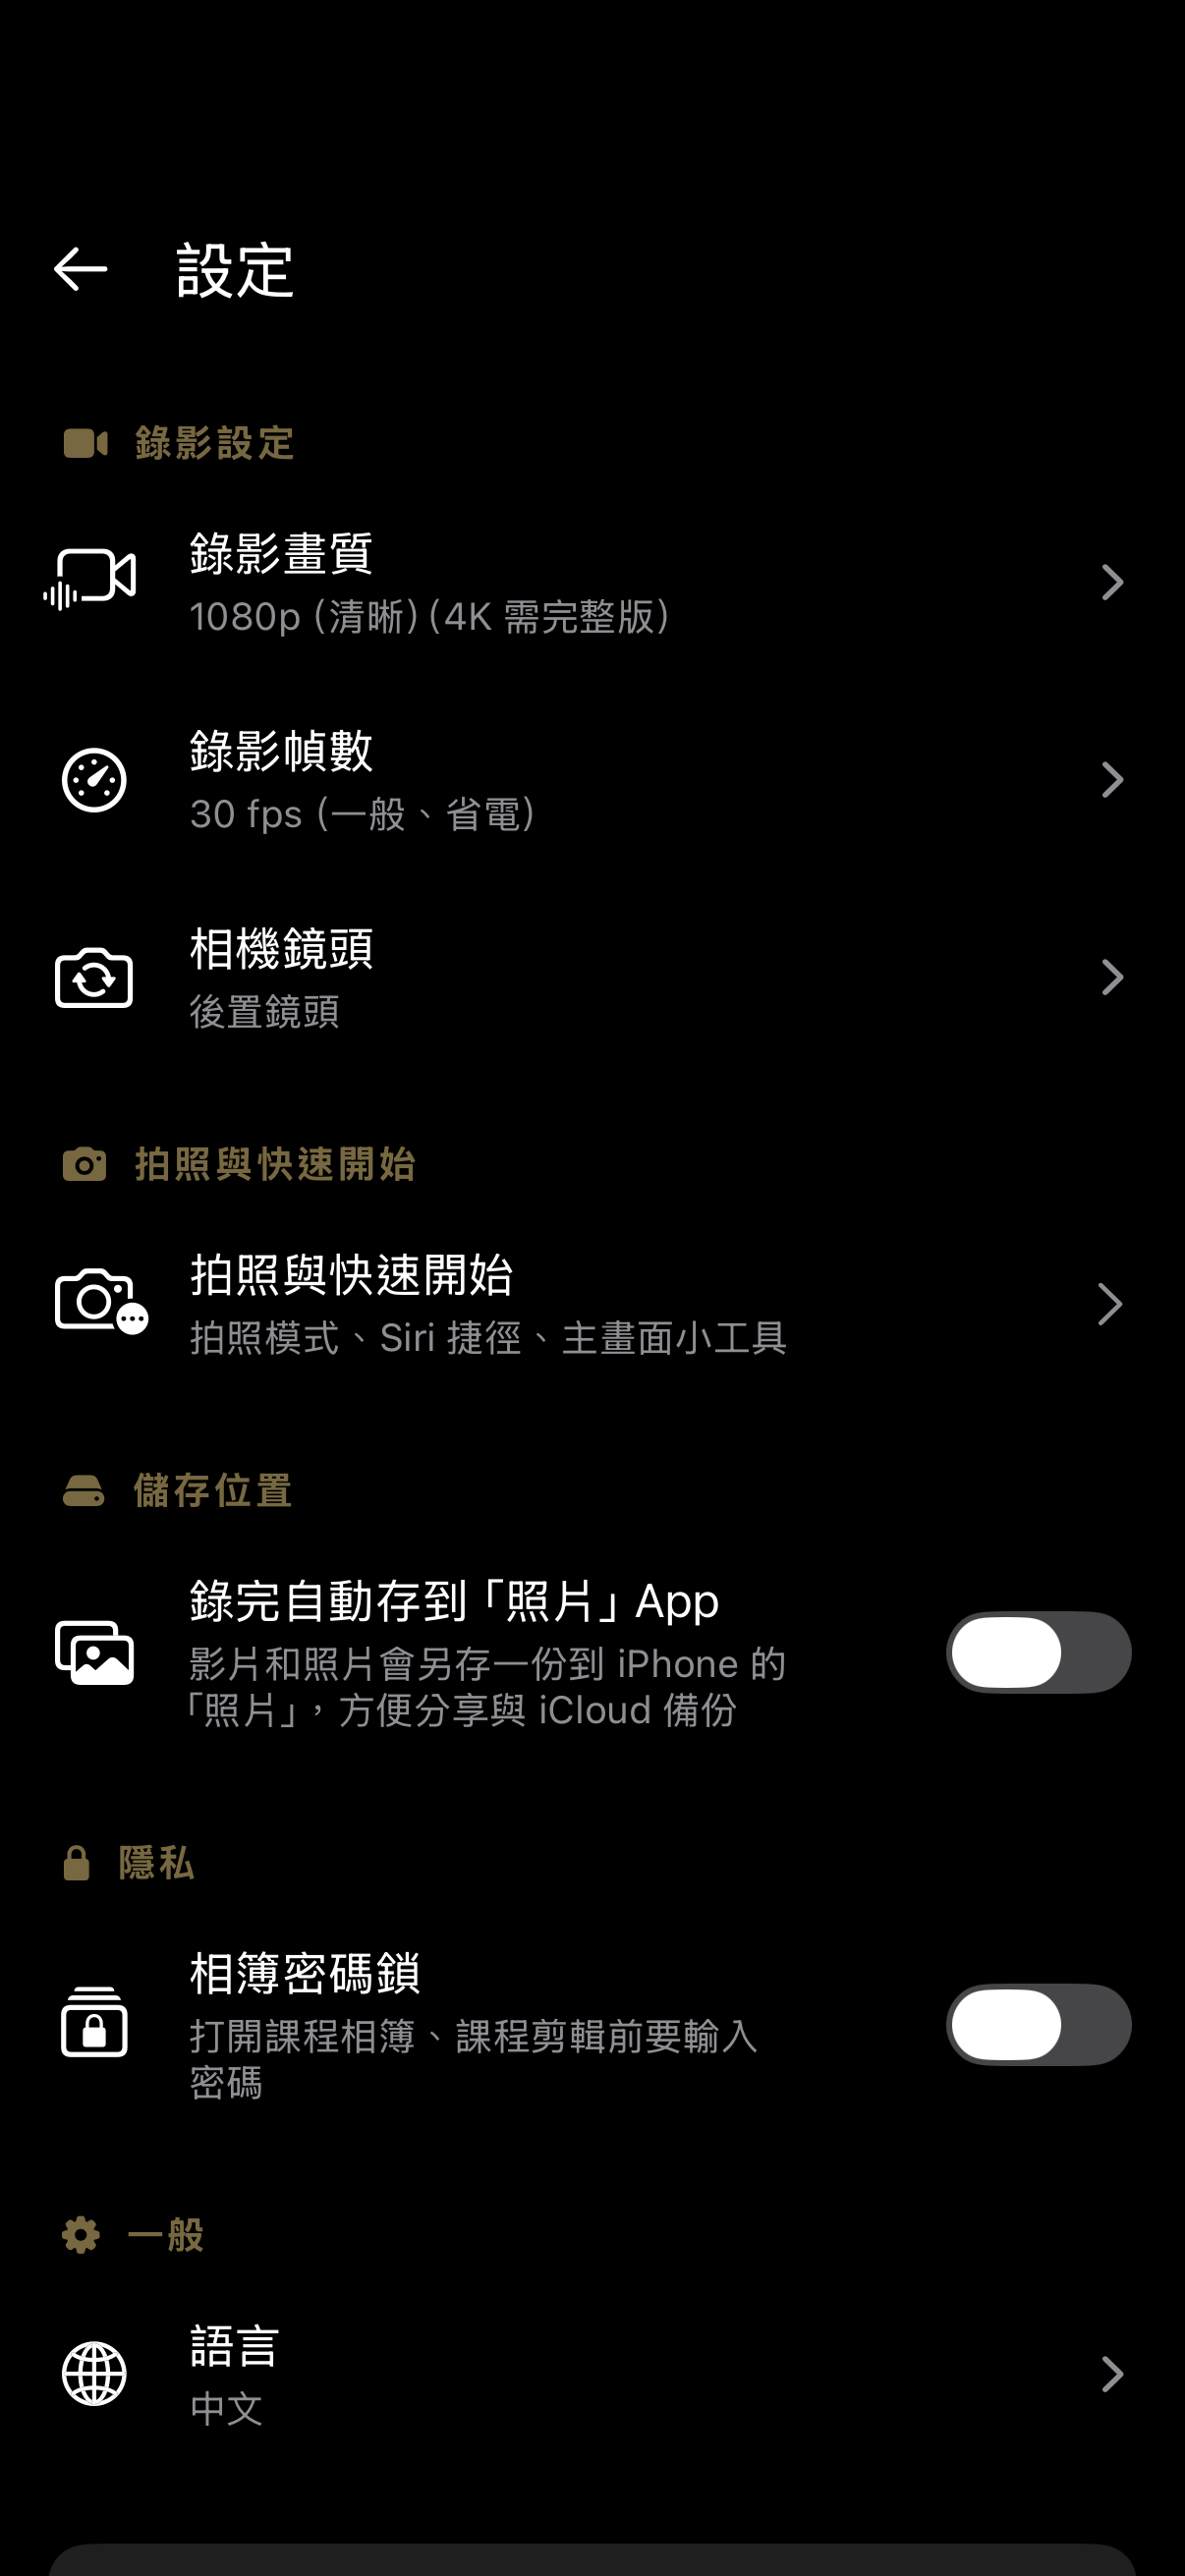 設定
錄影設定
錄影畫質
1080p（清晰）（4K 需完整版）
錄影幀數
30 fps（一般、省電）
相機鏡頭
後置鏡頭
拍照與快速開始
拍照與快速開始
拍照模式、Siri 捷徑、主畫面小工具
儲存位置
錄完自動存到「照片」App
影片和照片會另存一份到 iPhone 的
「照片」，方便分享與 iCloud 備份
隱私
相簿密碼鎖
打開課程相簿、課程剪輯前要輸入
密碼
一般
語言
中文